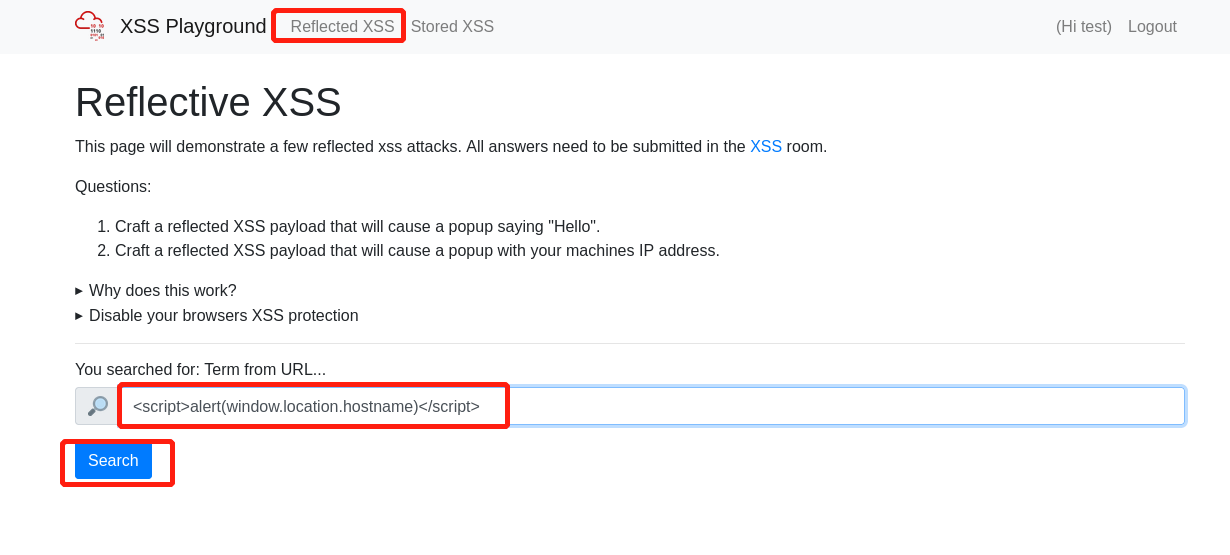 XSS Playground Reflected XSS Stored XSS (Hi test) Logout
Reflective XSS
This page will demonstrate a few reflected xss attacks. All answers need to be submitted in the XSS room.
Questions:
1. Craft a reflected XSS payload that will cause a popup saying "Hello".
2. Craft a reflected XSS payload that will cause a popup with your machines IP address.
▸ Why does this work?
▸ Disable your browsers XSS protection
You searched for: Term from URL...
<script>alert(window.location.hostname)</script>
Search